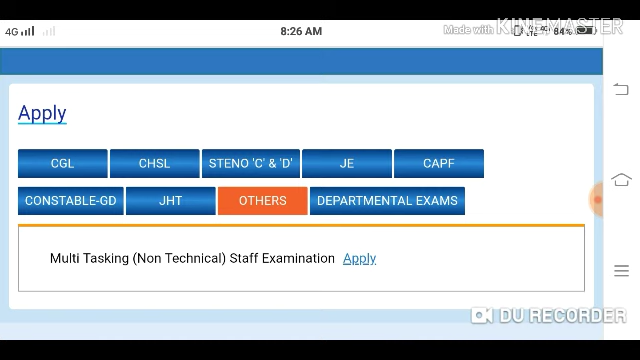 4G 8:26 AM 84%
Made with KINEMASTER
Apply
CGL CHSL STENO 'C' & 'D' JE CAPF
CONSTABLE-GD JHT OTHERS DEPARTMENTAL EXAMS
Multi Tasking (Non Technical) Staff Examination Apply
DU RECORDER